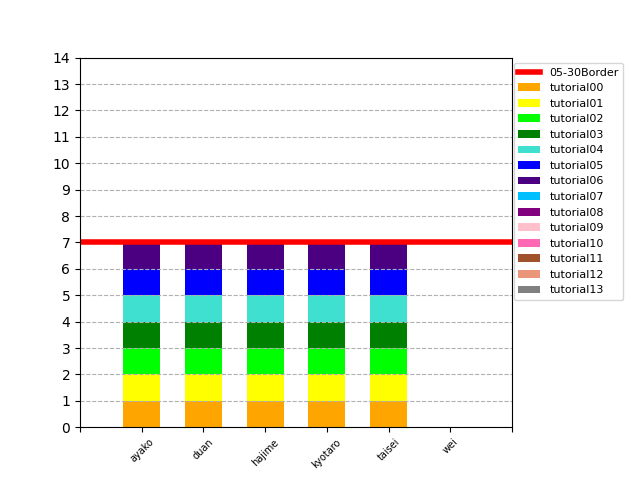 14
13
12
11
10
9
8
7
6
5
4
3
2
1
0
ayako
duan
hajime
kyotaro
taisei
wei
05-30Border
tutorial00
tutorial01
tutorial02
tutorial03
tutorial04
tutorial05
tutorial06
tutorial07
tutorial08
tutorial09
tutorial10
tutorial11
tutorial12
tutorial13